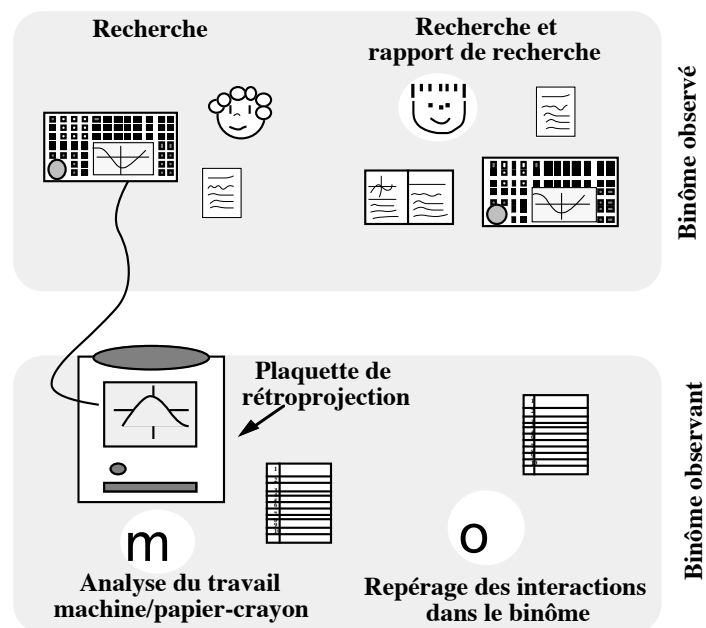 Recherche
Recherche et
rapport de recherche
Binôme observé
Plaquette de
rétroprojection
m
o
Analyse du travail
machine/papier-crayon
Repérage des interactions
dans le binôme
Binôme observant